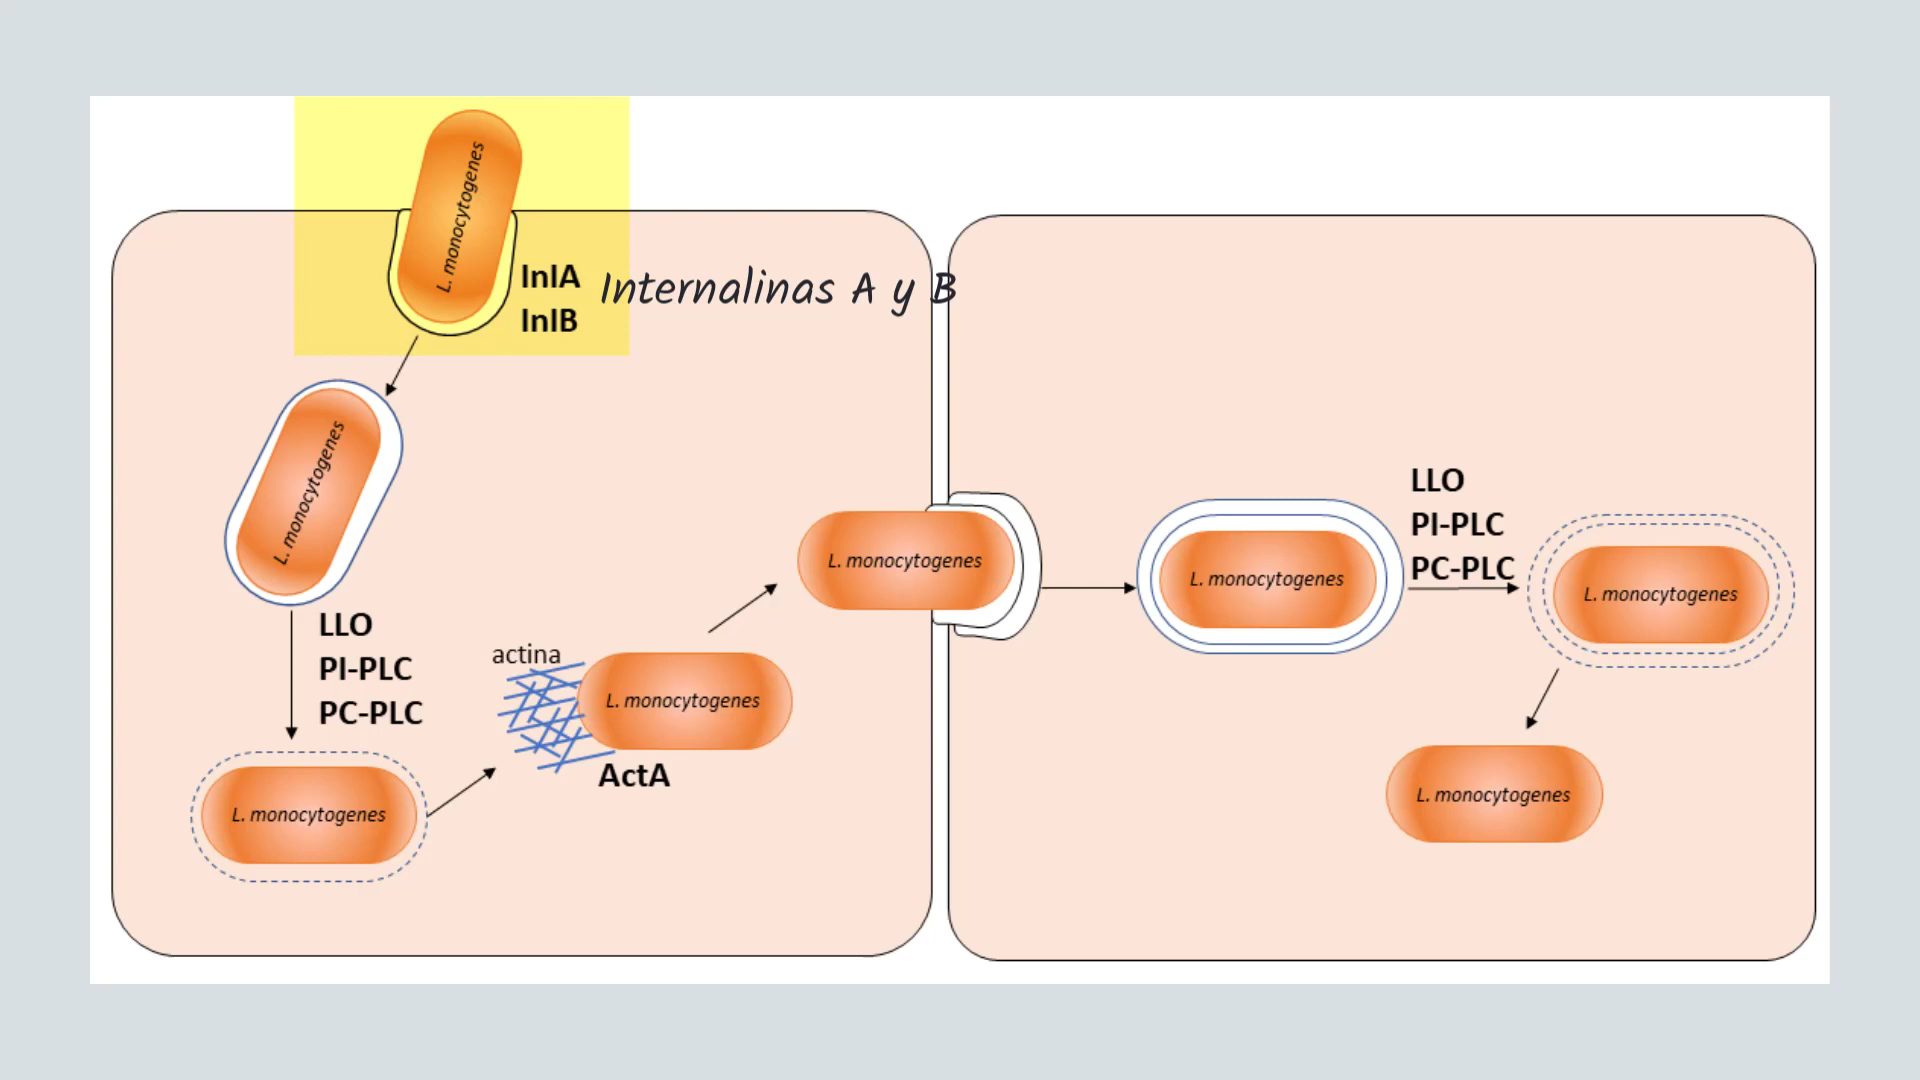 L. monocytogenes
InlA
InlB
Internalinas A y B
L. monocytogenes
LLO
PI-PLC
PC-PLC
L. monocytogenes
actina
L. monocytogenes
ActA
L. monocytogenes
L. monocytogenes
LLO
PI-PLC
PC-PLC
L. monocytogenes
L. monocytogenes